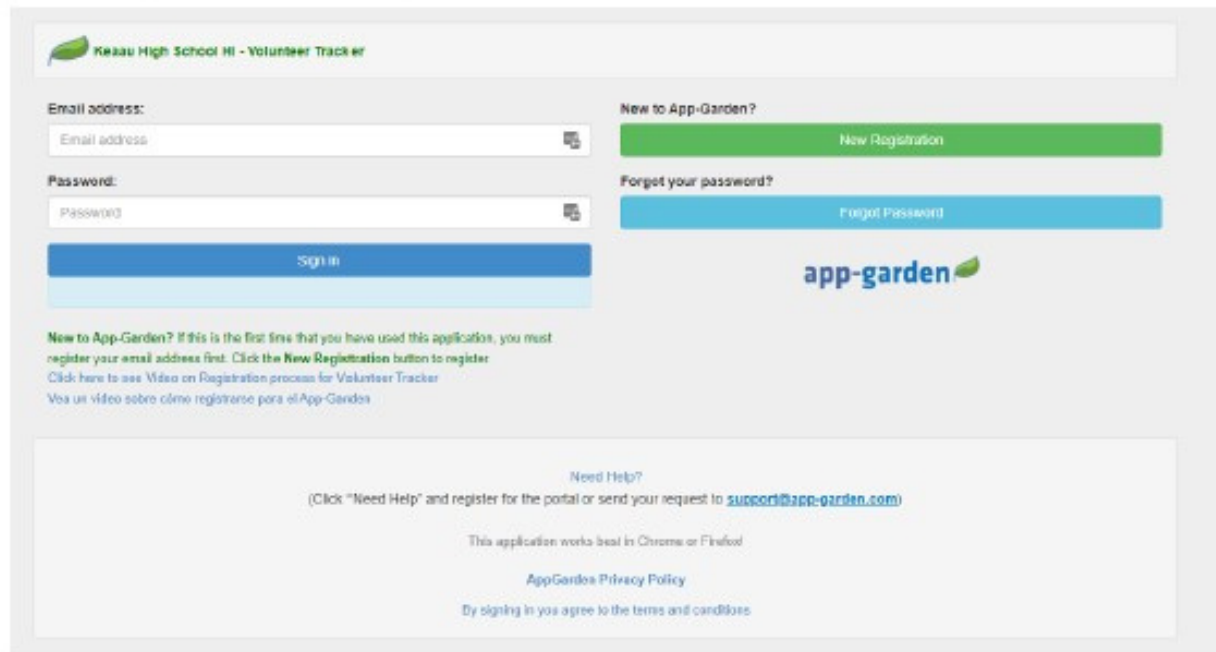 Keaau High School HI - Volunteer Tracker
Email address:
Email address
Password:
Password
Sign in
New to App-Garden?
New Registration
Forgot your password?
Forgot Password
app-garden
New to App-Garden? If this is the first time that you have used this application, you must
register your email address first. Click the New Registration button to register
Click here to see Video on Registration process for Volunteer Tracker
Vea un video sobre cómo registrarse para el App-Garden
Need Help?
(Click "Need Help" and register for the portal or send your request to support@app-garden.com)
This application works best in Chrome or Firefox!
AppGarden Privacy Policy
By signing in you agree to the terms and conditions